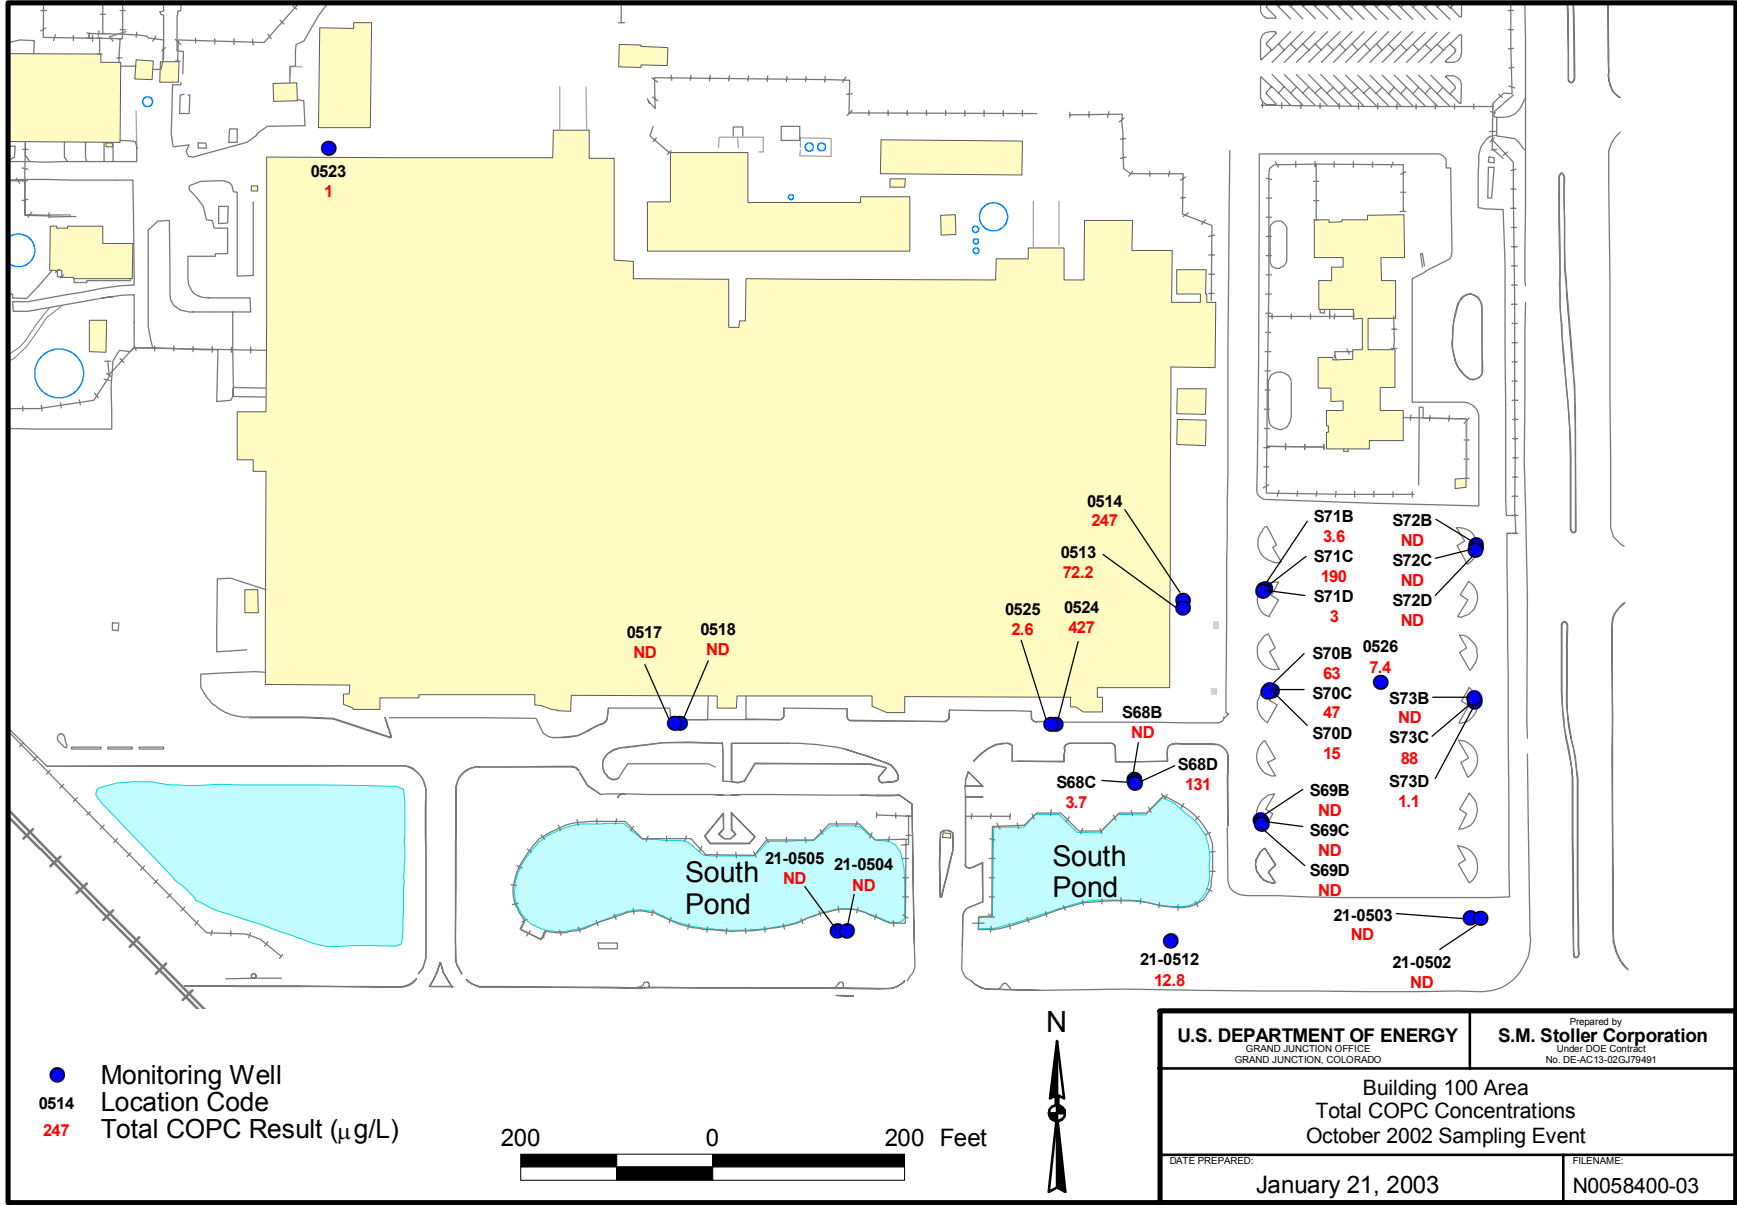 0523
1
0514
247
0513
72.2
0525
2.6
0524
427
0517
ND
0518
ND
S71B
3.6
S71C
190
S71D
3
S72B
ND
S72C
ND
S72D
ND
S70B
63
S70C
47
S70D
15
0526
7.4
S73B
ND
S73C
88
S73D
1.1
S68B
ND
S68C
3.7
S68D
131
S69B
ND
S69C
ND
S69D
ND
South
Pond
21-0505
ND
21-0504
ND
South
Pond
21-0512
12.8
21-0503
ND
21-0502
ND
Monitoring Well
0514 Location Code
247 Total COPC Result (µg/L)
200 0 200 Feet
N
U.S. DEPARTMENT OF ENERGY
GRAND JUNCTION OFFICE
GRAND JUNCTION, COLORADO
Prepared by
S.M. Stoller Corporation
Under DOE Contract
No. DE-AC13-02GJ79491
Building 100 Area
Total COPC Concentrations
October 2002 Sampling Event
DATE PREPARED:
January 21, 2003
FILENAME:
N0058400-03